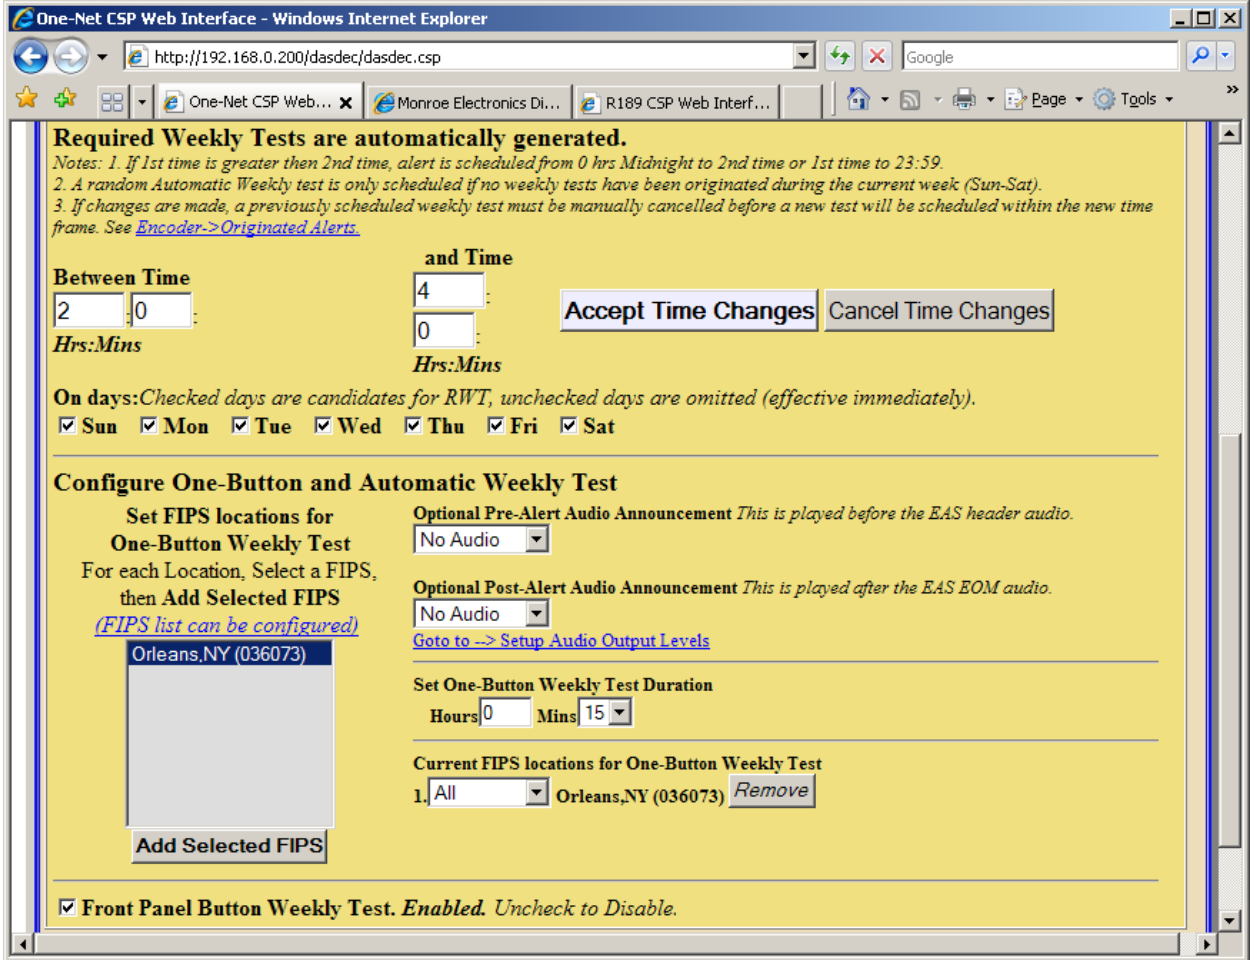 One-Net CSP Web Interface - Windows Internet Explorer
http://192.168.0.200/dasdec/dasdec.csp
Google
One-Net CSP Web... Monroe Electronics Di... R189 CSP Web Interf... Page Tools
Required Weekly Tests are automatically generated.
Notes: 1. If 1st time is greater then 2nd time, alert is scheduled from 0 hrs Midnight to 2nd time or 1st time to 23:59.
2. A random Automatic Weekly test is only scheduled if no weekly tests have been originated during the current week (Sun-Sat).
3. If changes are made, a previously scheduled weekly test must be manually cancelled before a new test will be scheduled within the new time
frame. See Encoder->Originated Alerts.
Between Time
2 : 0 :
Hrs:Mins
and Time
4 :
0 :
Hrs:Mins
Accept Time Changes Cancel Time Changes
On days:Checked days are candidates for RWT, unchecked days are omitted (effective immediately).
Sun Mon Tue Wed Thu Fri Sat
Configure One-Button and Automatic Weekly Test
Set FIPS locations for
One-Button Weekly Test
For each Location, Select a FIPS,
then Add Selected FIPS
(FIPS list can be configured)
Orleans,NY (036073)
Add Selected FIPS
Optional Pre-Alert Audio Announcement This is played before the EAS header audio.
No Audio
Optional Post-Alert Audio Announcement This is played after the EAS EOM audio.
No Audio
Goto to --> Setup Audio Output Levels
Set One-Button Weekly Test Duration
Hours 0 Mins 15
Current FIPS locations for One-Button Weekly Test
1. All Orleans,NY (036073) Remove
Front Panel Button Weekly Test. Enabled. Uncheck to Disable.